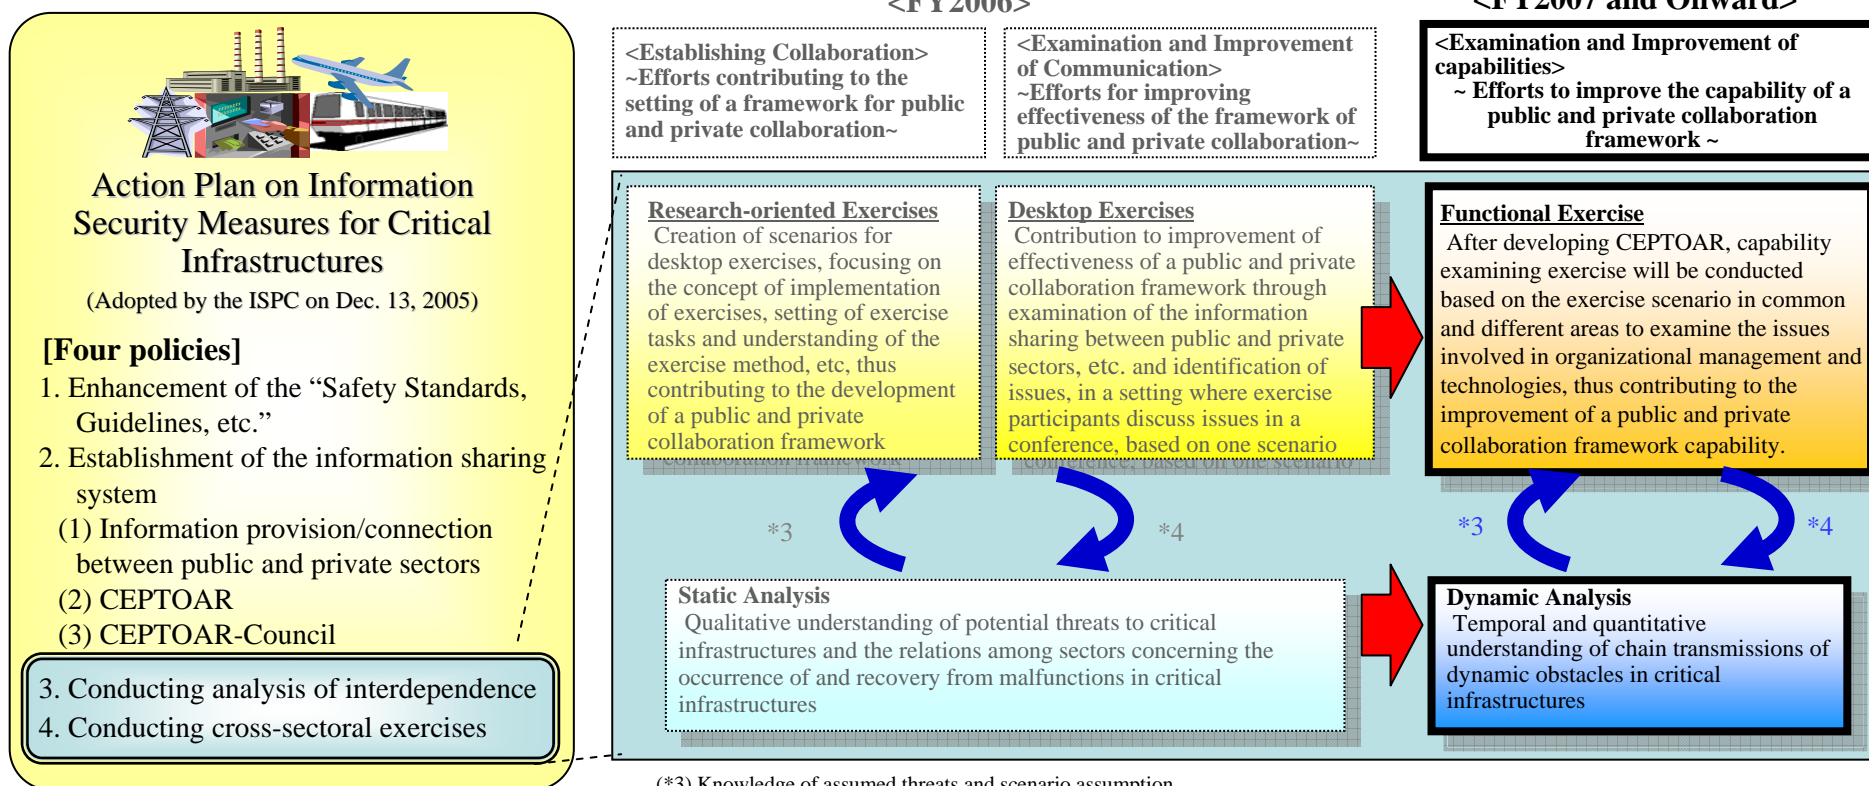 <FY2006>
<FY2007 and Onward>
Action Plan on Information
Security Measures for Critical
Infrastructures
(Adopted by the ISPC on Dec. 13, 2005)
[Four policies]
1. Enhancement of the “Safety Standards,
Guidelines, etc.”
2. Establishment of the information sharing
system
(1) Information provision/connection
between public and private sectors
(2) CEPTOAR
(3) CEPTOAR-Council
3. Conducting analysis of interdependence
4. Conducting cross-sectoral exercises
<Establishing Collaboration>
~Efforts contributing to the
setting of a framework for public
and private collaboration~
<Examination and Improvement
of Communication>
~Efforts for improving
effectiveness of the framework of
public and private collaboration~
<Examination and Improvement of
capabilities>
~ Efforts to improve the capability of a
public and private collaboration
framework ~
Research-oriented Exercises
Creation of scenarios for
desktop exercises, focusing on
the concept of implementation
of exercises, setting of exercise
tasks and understanding of the
exercise method, etc, thus
contributing to the development
of a public and private
collaboration framework
Desktop Exercises
Contribution to improvement of
effectiveness of a public and private
collaboration framework through
examination of the information
sharing between public and private
sectors, etc. and identification of
issues, in a setting where exercise
participants discuss issues in a
conference, based on one scenario
Functional Exercise
After developing CEPTOAR, capability
examining exercise will be conducted
based on the exercise scenario in common
and different areas to examine the issues
involved in organizational management and
technologies, thus contributing to the
improvement of a public and private
collaboration framework capability.
*3
*4
*3
*4
Static Analysis
Qualitative understanding of potential threats to critical
infrastructures and the relations among sectors concerning the
occurrence of and recovery from malfunctions in critical
infrastructures
Dynamic Analysis
Temporal and quantitative
understanding of chain transmissions of
dynamic obstacles in critical
infrastructures
(*3) Knowledge of assumed threats and scenario assumption